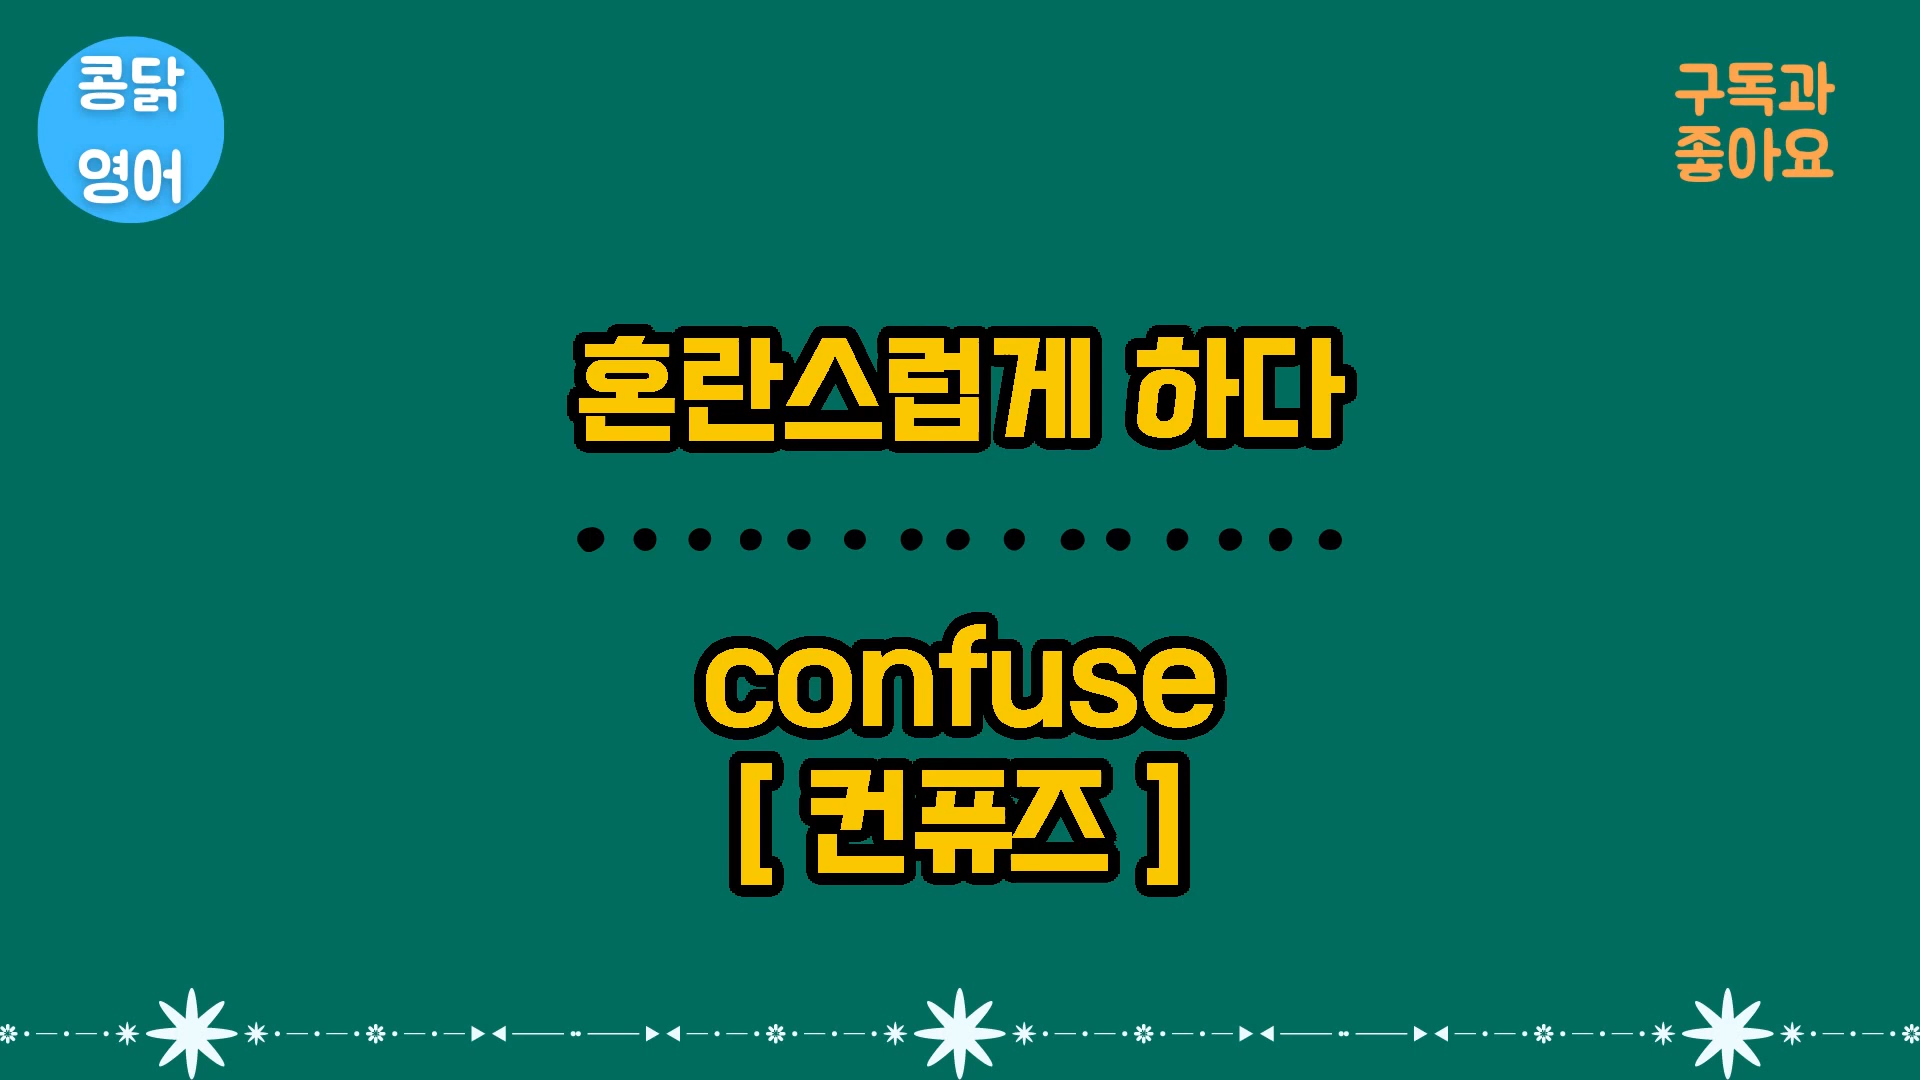 콩닭
영어
구독과
좋아요
혼란스럽게 하다
confuse
[ 컨퓨즈 ]